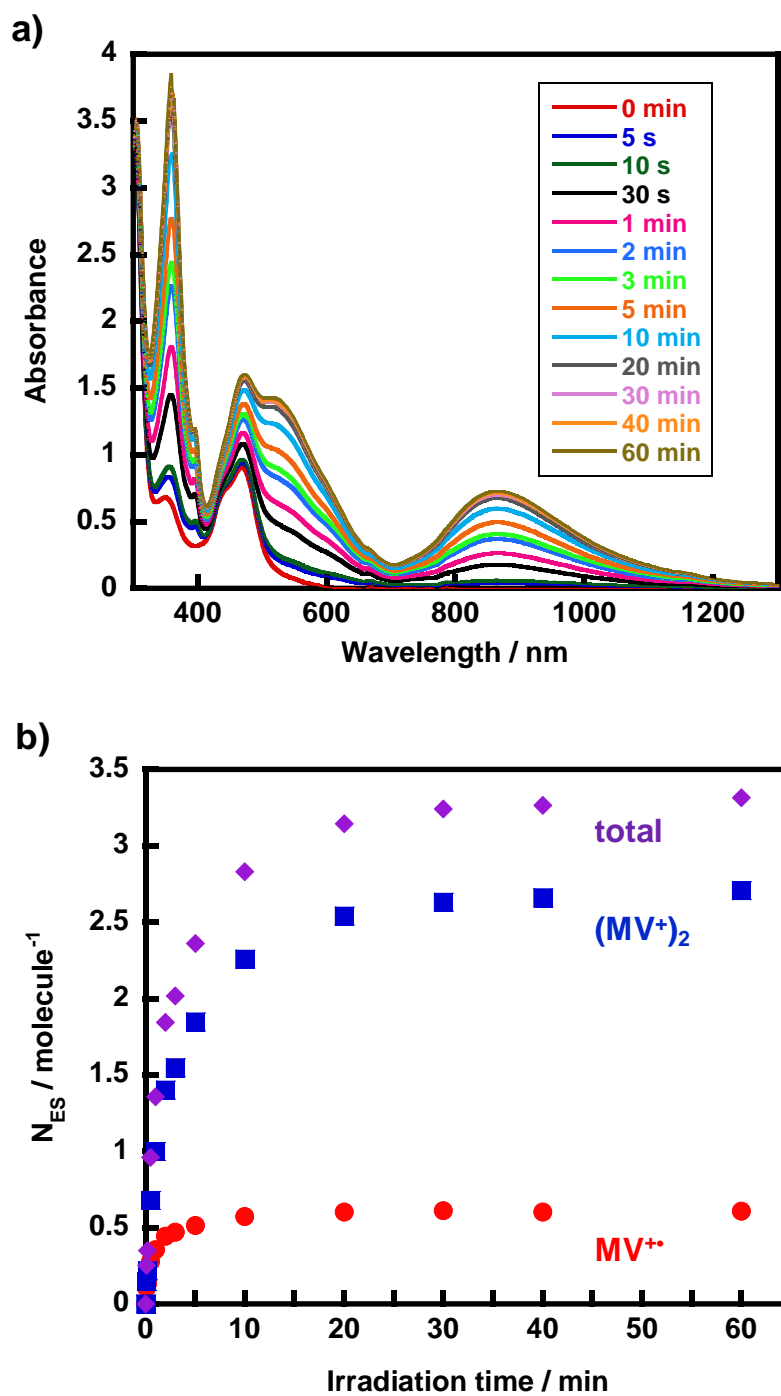 a)
4
3.5
3
2.5
2
1.5
1
0.5
0
Absorbance
0 min
5 s
10 s
30 s
1 min
2 min
3 min
5 min
10 min
20 min
30 min
40 min
60 min
400 600 800 1000 1200
Wavelength / nm
b)
3.5
3
2.5
2
1.5
1
0.5
0
N_ES / molecule⁻¹
total
(MV⁺)₂
MV⁺•
0 10 20 30 40 50 60
Irradiation time / min